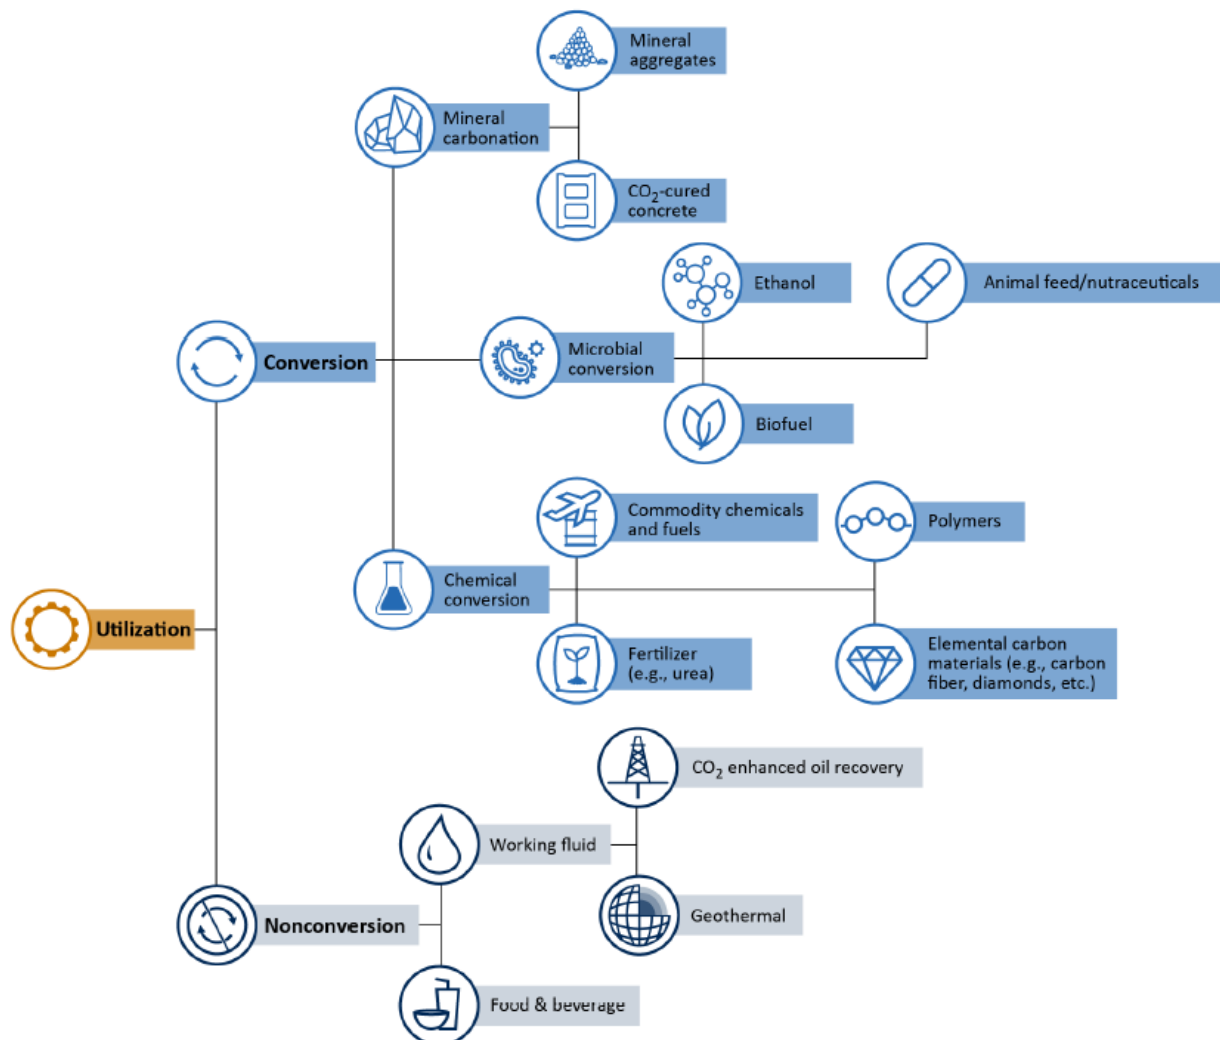 Mineral
aggregates
Mineral
carbonation
CO₂-cured
concrete
Ethanol
Animal feed/nutraceuticals
Conversion
Microbial
conversion
Biofuel
Commodity chemicals
and fuels
Polymers
Chemical
conversion
Utilization
Fertilizer
(e.g., urea)
Elemental carbon
materials (e.g., carbon
fiber, diamonds, etc.)
CO₂ enhanced oil recovery
Working fluid
Geothermal
Nonconversion
Food & beverage